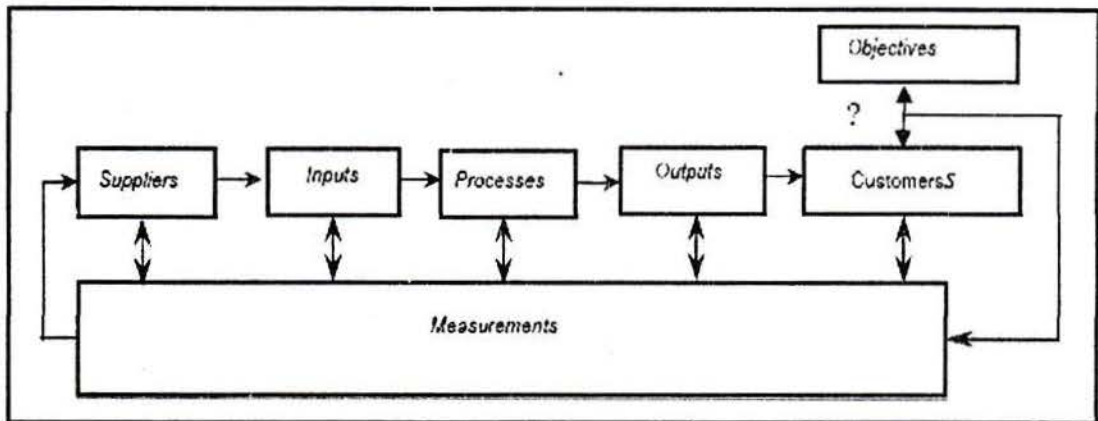 Objectives
?
Suppliers
Inputs
Processes
Outputs
CustomersS
Measurements